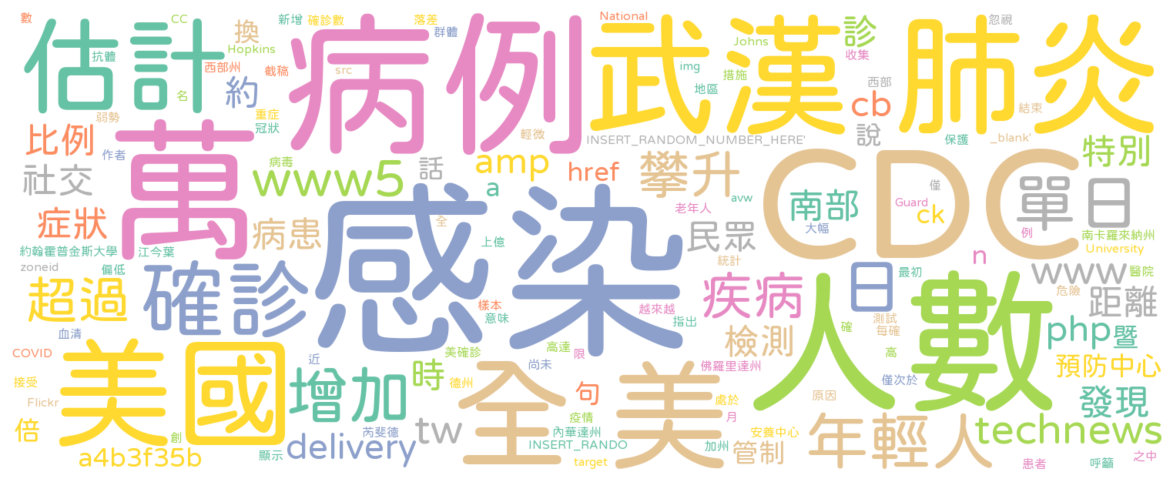 數
CC
新增
確診數
落差
National
忽視
抗體
群體
估計
病例
武漢
肺炎
Hopkins
換
Johns
診
收集
西部州
截稿
src
img
措施
西部
名
約
地區
cb
結束
弱勢
重症
冠狀
輕微
INSERT_RANDOM_NUMBER_HERE'
說
保護
_blank'
比例
作者
萬
病毒
話
amp
href
攀升
CDC
特別
社交
www5
a
avw
僅
單日
症狀
老年人
南部
Guard
ck
大幅
例
南卡羅來納州
University
感染
全
病患
民眾
統計
上億
約翰霍普金斯大學
江今葉
zoneid
偏低
n
www
醫院
最初
日
超過
確診
樣本
意味
越來越
指出
疾病
人數
危險
距離
測試
每確
php
暨
血清
檢測
確
COVID
近
美確診
高達
限
尚未
高
預防中心
接受
美國
增加
時
德州
全美
佛羅里達州
僅次於
Flickr
句
處於
月
原因
年輕人
發現
倍
創
芮斐德
疫情
內華達州
tw
technews
安養中心
a4b3f35b
顯示
delivery
INSERT_RANDO
加州
管制
target
患者
呼籲
之中